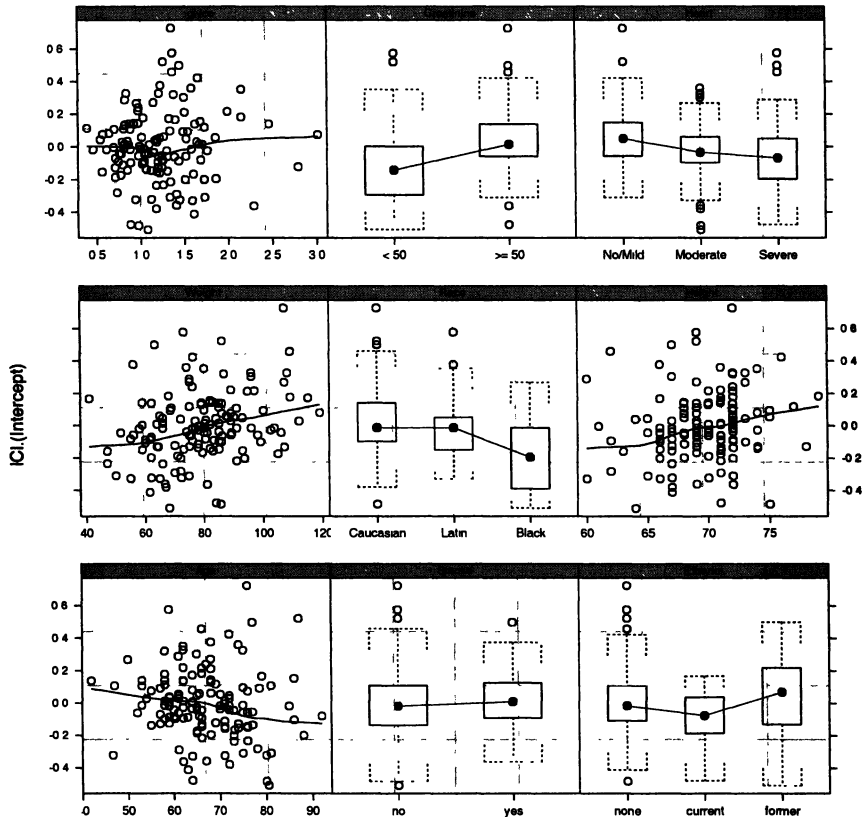 0 6
0 4
0 2
0 0
-0 2
-0 4
0 5 1 0 1 5 2 0 2 5 3 0
< 50 >= 50
No/Mild Moderate Severe
ICl.(Intercept)
0 6
0 4
0 2
0 0
-0 2
-0 4
40 60 80 100 120
Caucasian Latin Black
60 65 70 75
0 6
0 4
0 2
0 0
-0 2
-0 4
50 60 70 80 90
no yes
none current former